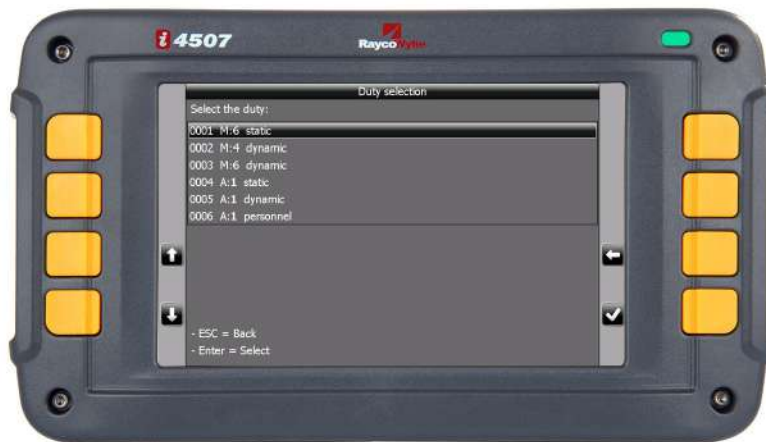 i 4507
RaycoWylie
Duty selection
Select the duty:
0001 M:6 static
0002 M:4 dynamic
0003 M:6 dynamic
0004 A:1 static
0005 A:1 dynamic
0006 A:1 personnel
- ESC = Back
- Enter = Select